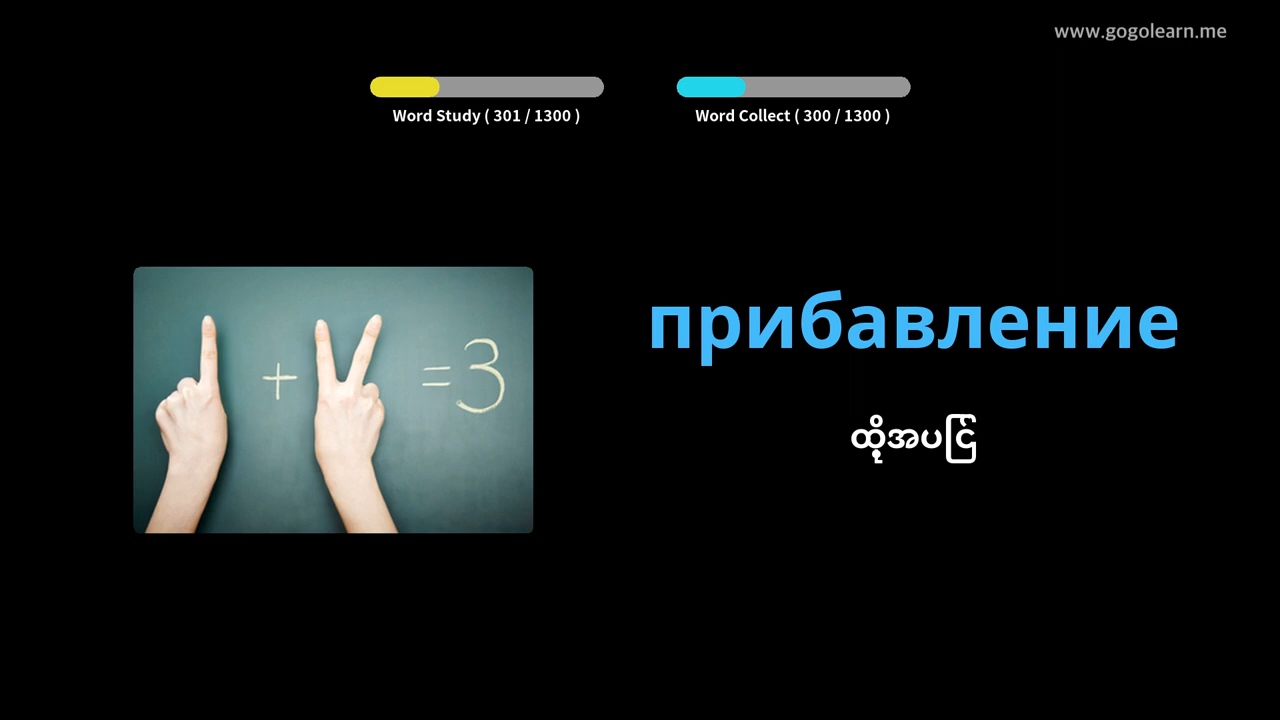 www.gogolearn.me
Word Study ( 301 / 1300 )
Word Collect ( 300 / 1300 )
+ =3
прибавление
ထို့အပြင်